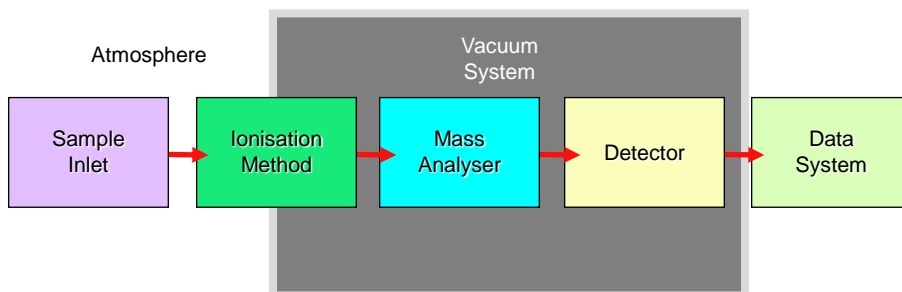 Atmosphere
Vacuum
System
Sample
Inlet
Ionisation
Method
Mass
Analyser
Detector
Data
System